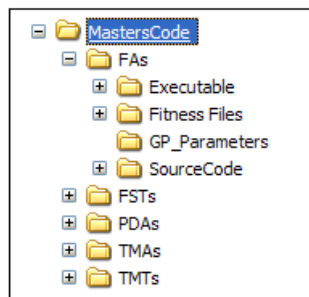 MastersCode
FAs
Executable
Fitness Files
GP_Parameters
SourceCode
FSTs
PDAs
TMAs
TMTs